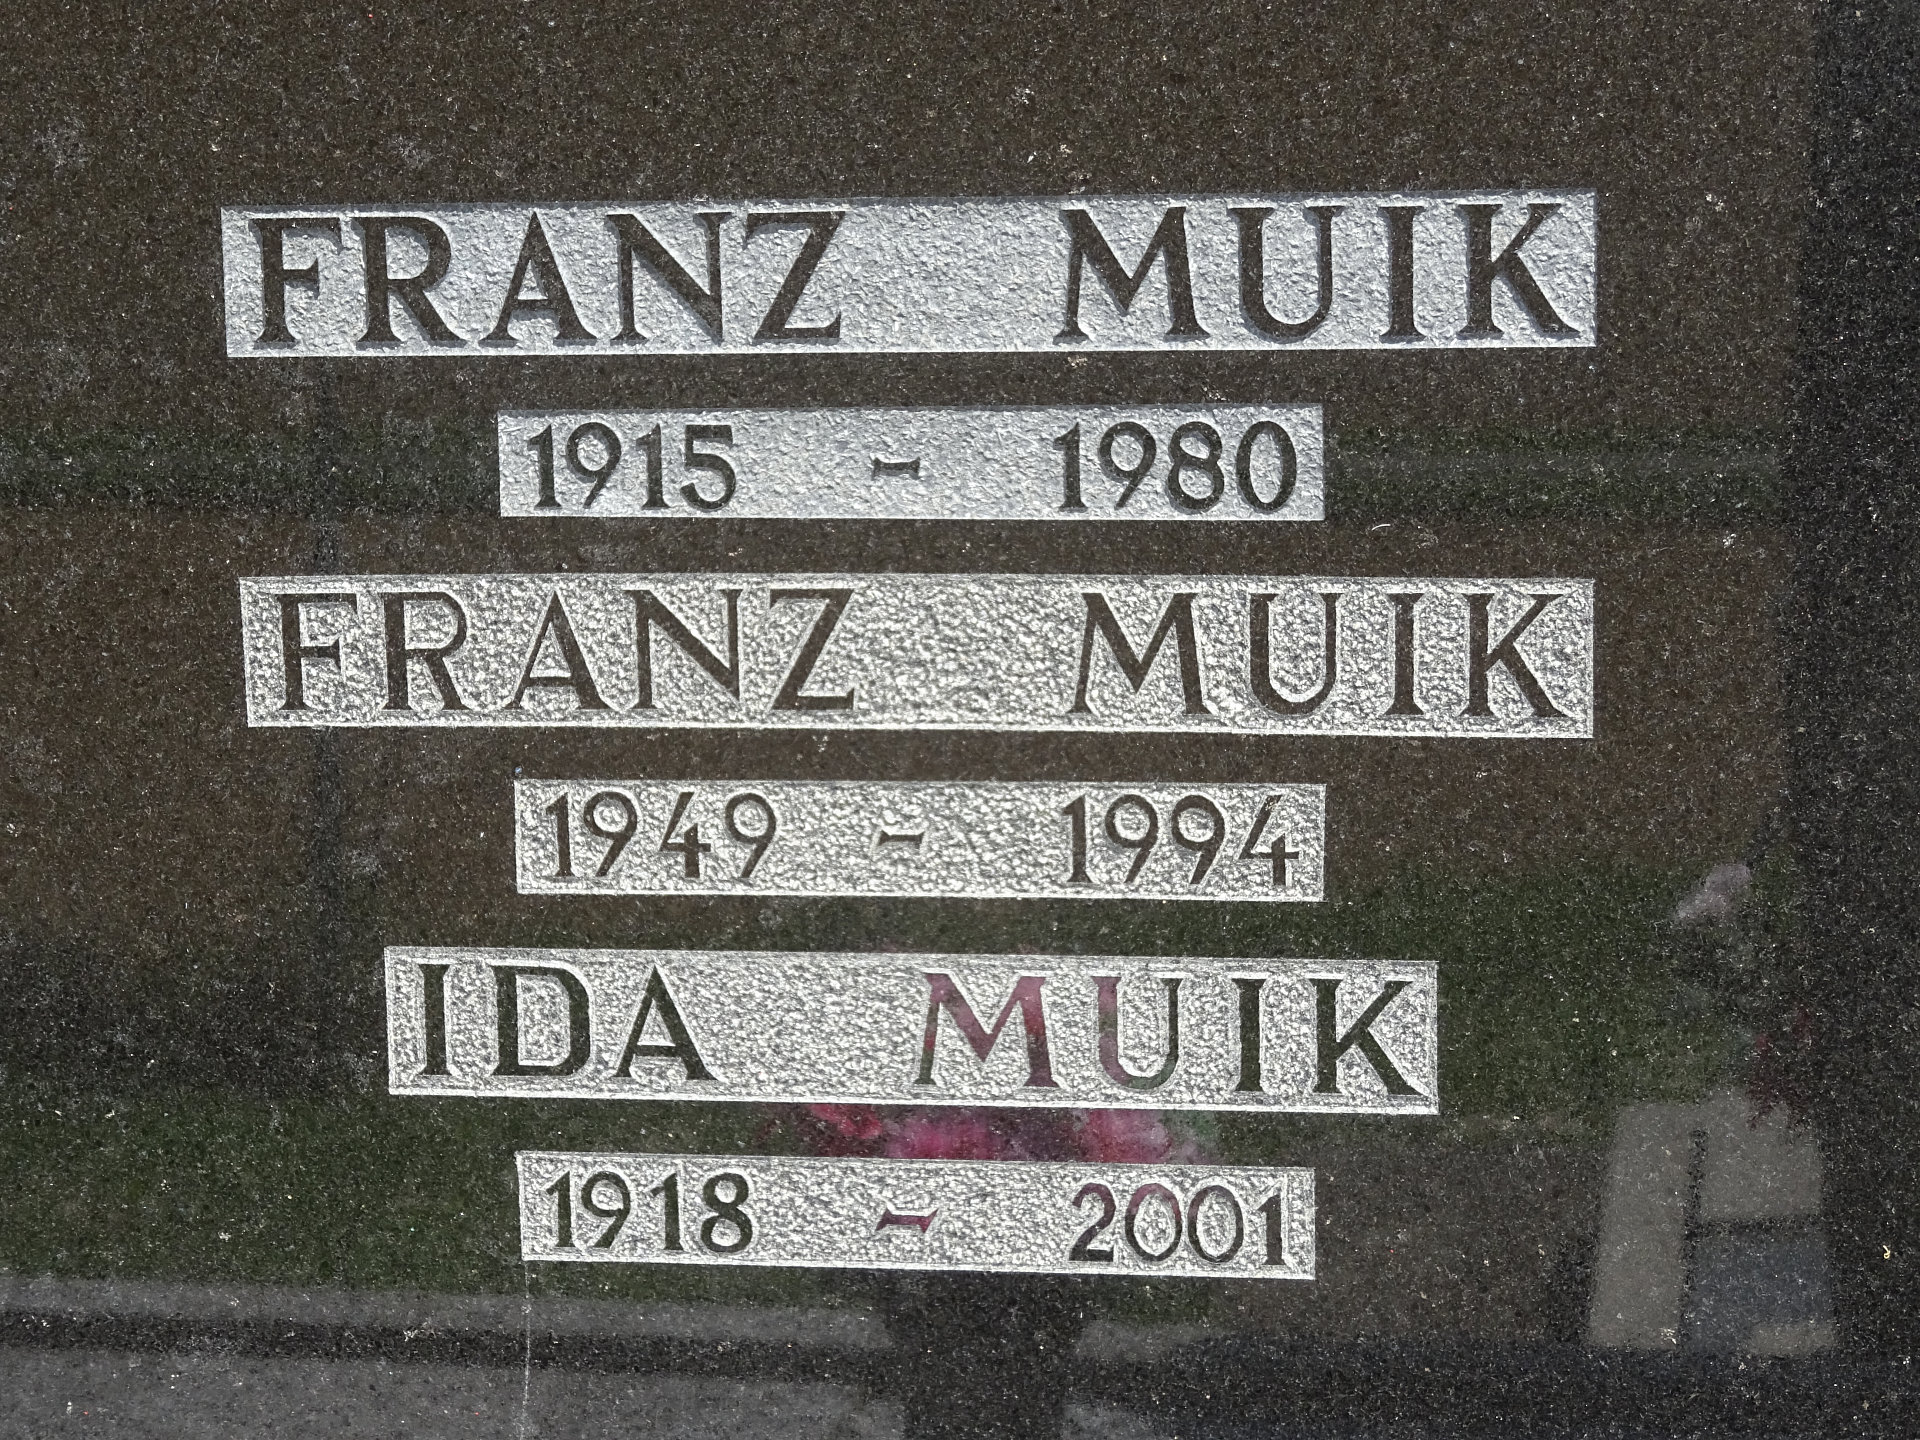 FRANZ MUIK
1915 - 1980
FRANZ MUIK
1949 - 1994
IDA MUIK
1918 - 2001